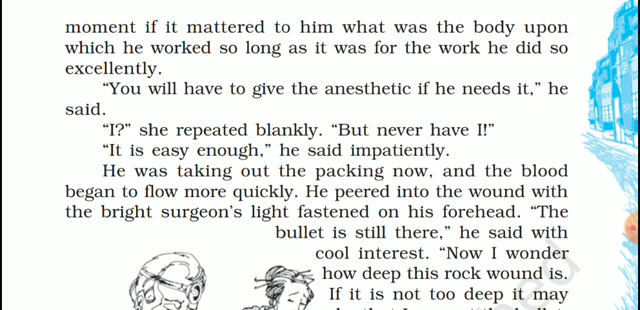 moment if it mattered to him what was the body upon
which he worked so long as it was for the work he did so
excellently.
“You will have to give the anesthetic if he needs it,” he
said.
“I?” she repeated blankly. “But never have I!”
“It is easy enough,” he said impatiently.
He was taking out the packing now, and the blood
began to flow more quickly. He peered into the wound with
the bright surgeon’s light fastened on his forehead. “The
bullet is still there,” he said with
cool interest. “Now I wonder
how deep this rock wound is.
If it is not too deep it may